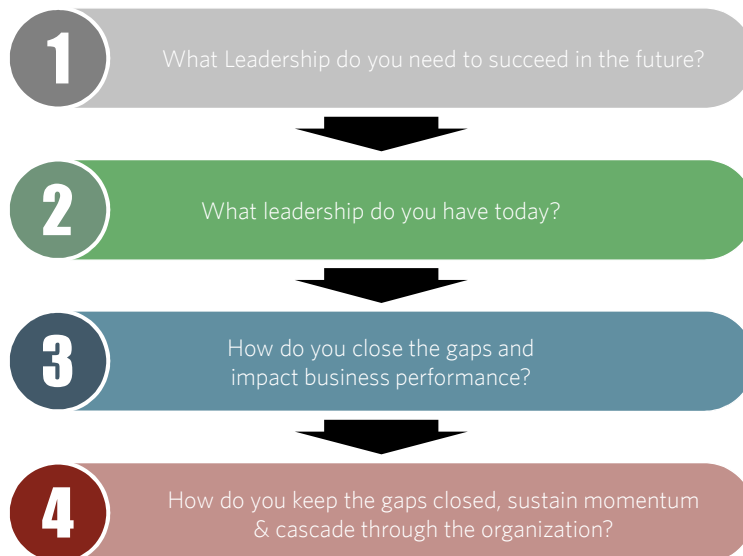 1
What Leadership do you need to succeed in the future?
2
What leadership do you have today?
3
How do you close the gaps and
impact business performance?
4
How do you keep the gaps closed, sustain momentum
& cascade through the organization?